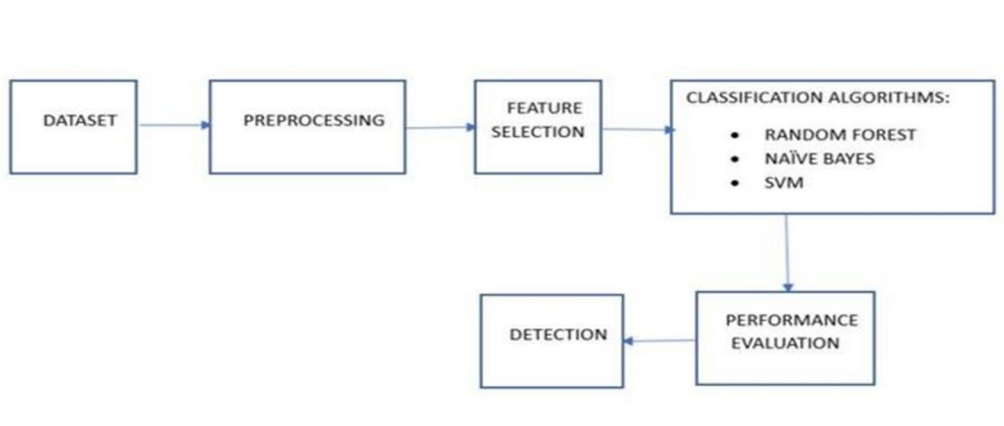 DATASET
PREPROCESSING
FEATURE
SELECTION
CLASSIFICATION ALGORITHMS:
• RANDOM FOREST
• NAÏVE BAYES
• SVM
PERFORMANCE
EVALUATION
DETECTION